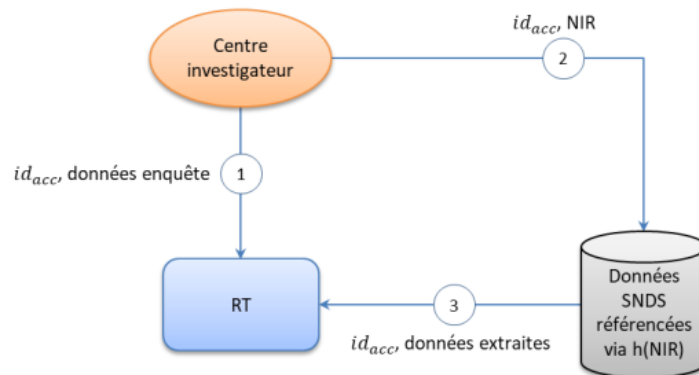 id_acc, NIR
Centre
investigateur
2
id_acc, données enquête
1
RT
3
id_acc, données extraites
Données
SNDS
référencées
via h(NIR)